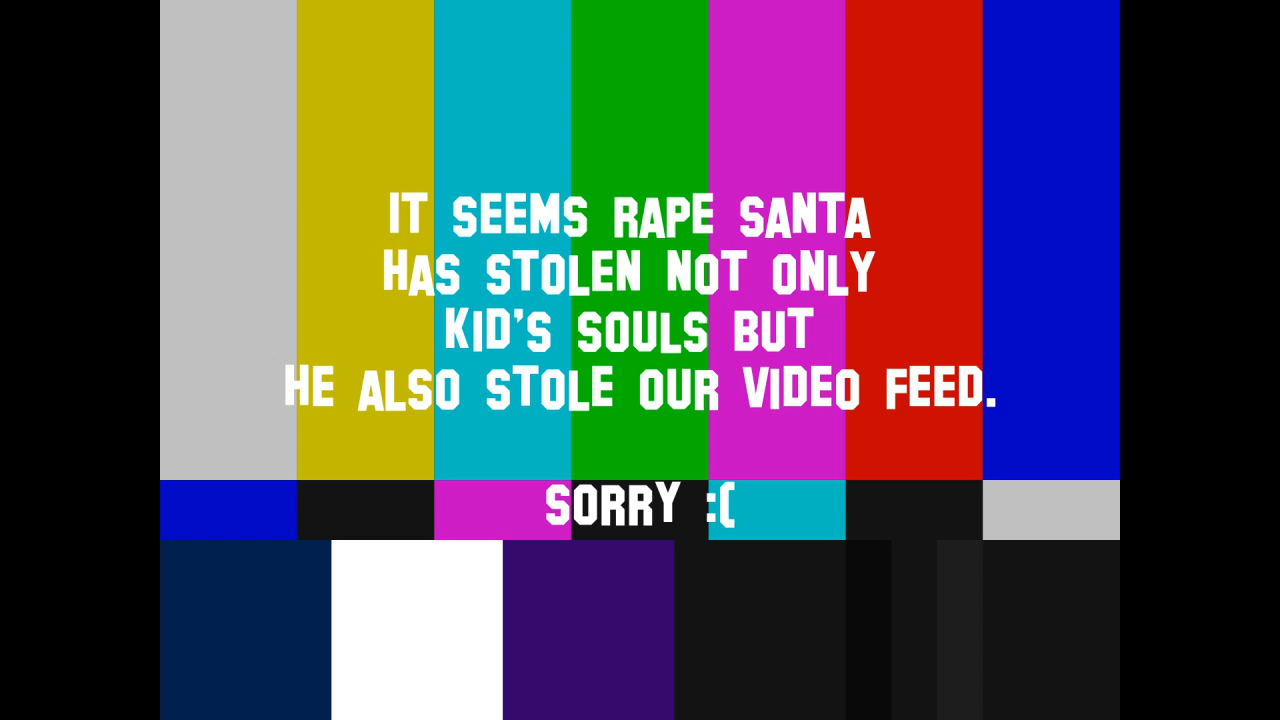 IT SEEMS RAPE SANTA
HAS STOLEN NOT ONLY
KID'S SOULS BUT
HE ALSO STOLE OUR VIDEO FEED.
SORRY :(